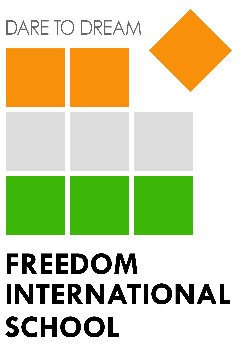 DARE TO DREAM
FREEDOM
INTERNATIONAL
SCHOOL